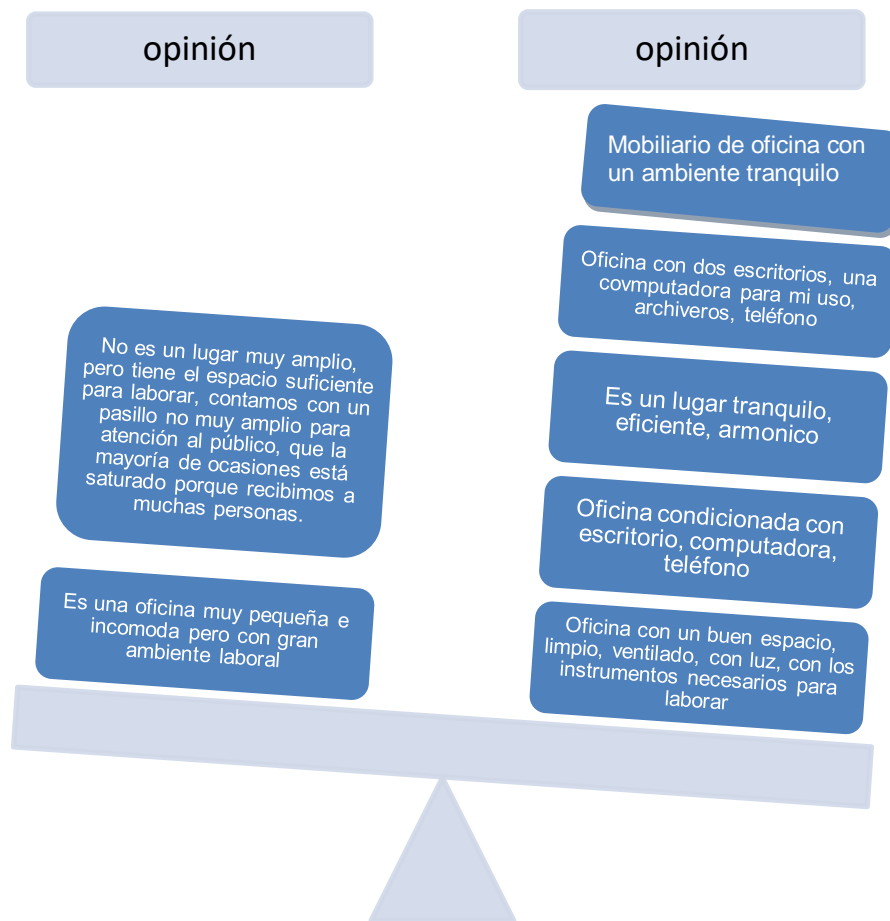 opinión
No es un lugar muy amplio,
pero tiene el espacio suficiente
para laborar, contamos con un
pasillo no muy amplio para
atención al público, que la
mayoría de ocasiones está
saturado porque recibimos a
muchas personas.
Es una oficina muy pequeña e
incomoda pero con gran
ambiente laboral
opinión
Mobiliario de oficina con
un ambiente tranquilo
Oficina con dos escritorios, una
covmputadora para mi uso,
archiveros, teléfono
Es un lugar tranquilo,
eficiente, armonico
Oficina condicionada con
escritorio, computadora,
teléfono
Oficina con un buen espacio,
limpio, ventilado, con luz, con los
instrumentos necesarios para
laborar